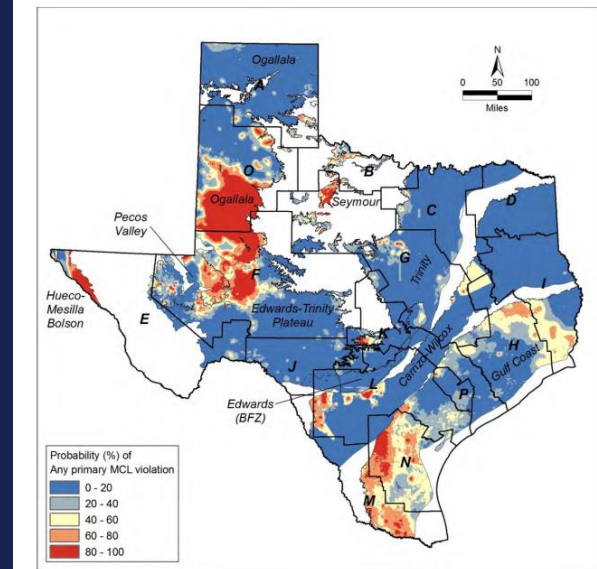 Ogallala
A
N
0 50 100
Miles
O
B
Ogallala
Seymour
C
D
Pecos
Valley
G
Trinity
F
Hueco-
Mesilla
Bolson
E
Edwards-Trinity
Plateau
I
K
Carrizo-Wilcox
H
J
Gulf Coast
L
P
Edwards
(BFZ)
N
M
Probability (%) of
Any primary MCL violation
0 - 20
20 - 40
40 - 60
60 - 80
80 - 100